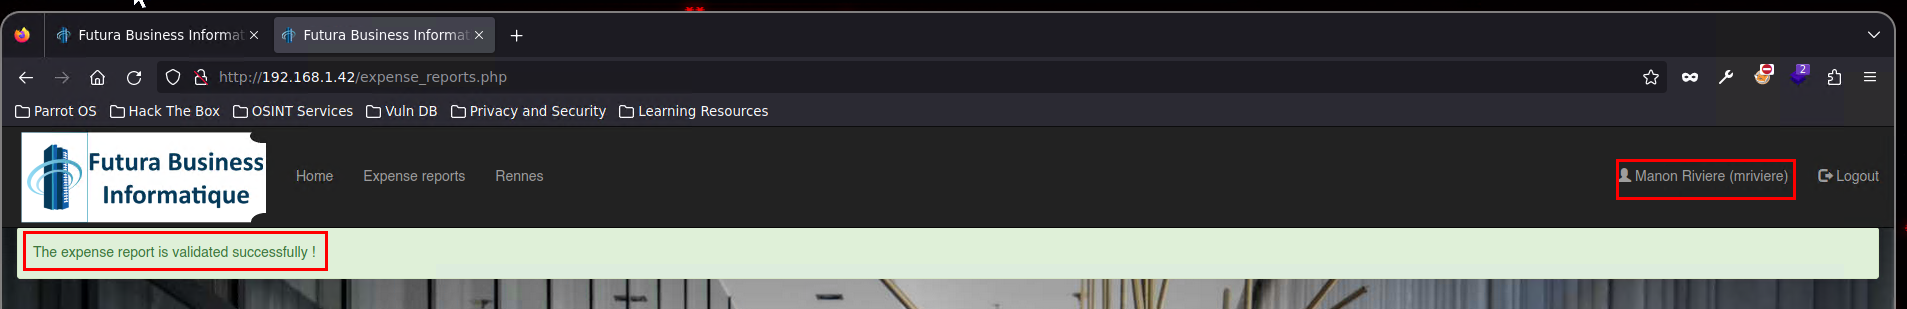 Futura Business Informat
Futura Business Informat
http://192.168.1.42/expense_reports.php
2
Parrot OS Hack The Box OSINT Services Vuln DB Privacy and Security Learning Resources
Futura Business
Informatique
Home Expense reports Rennes
Manon Riviere (mriviere) Logout
The expense report is validated successfully !